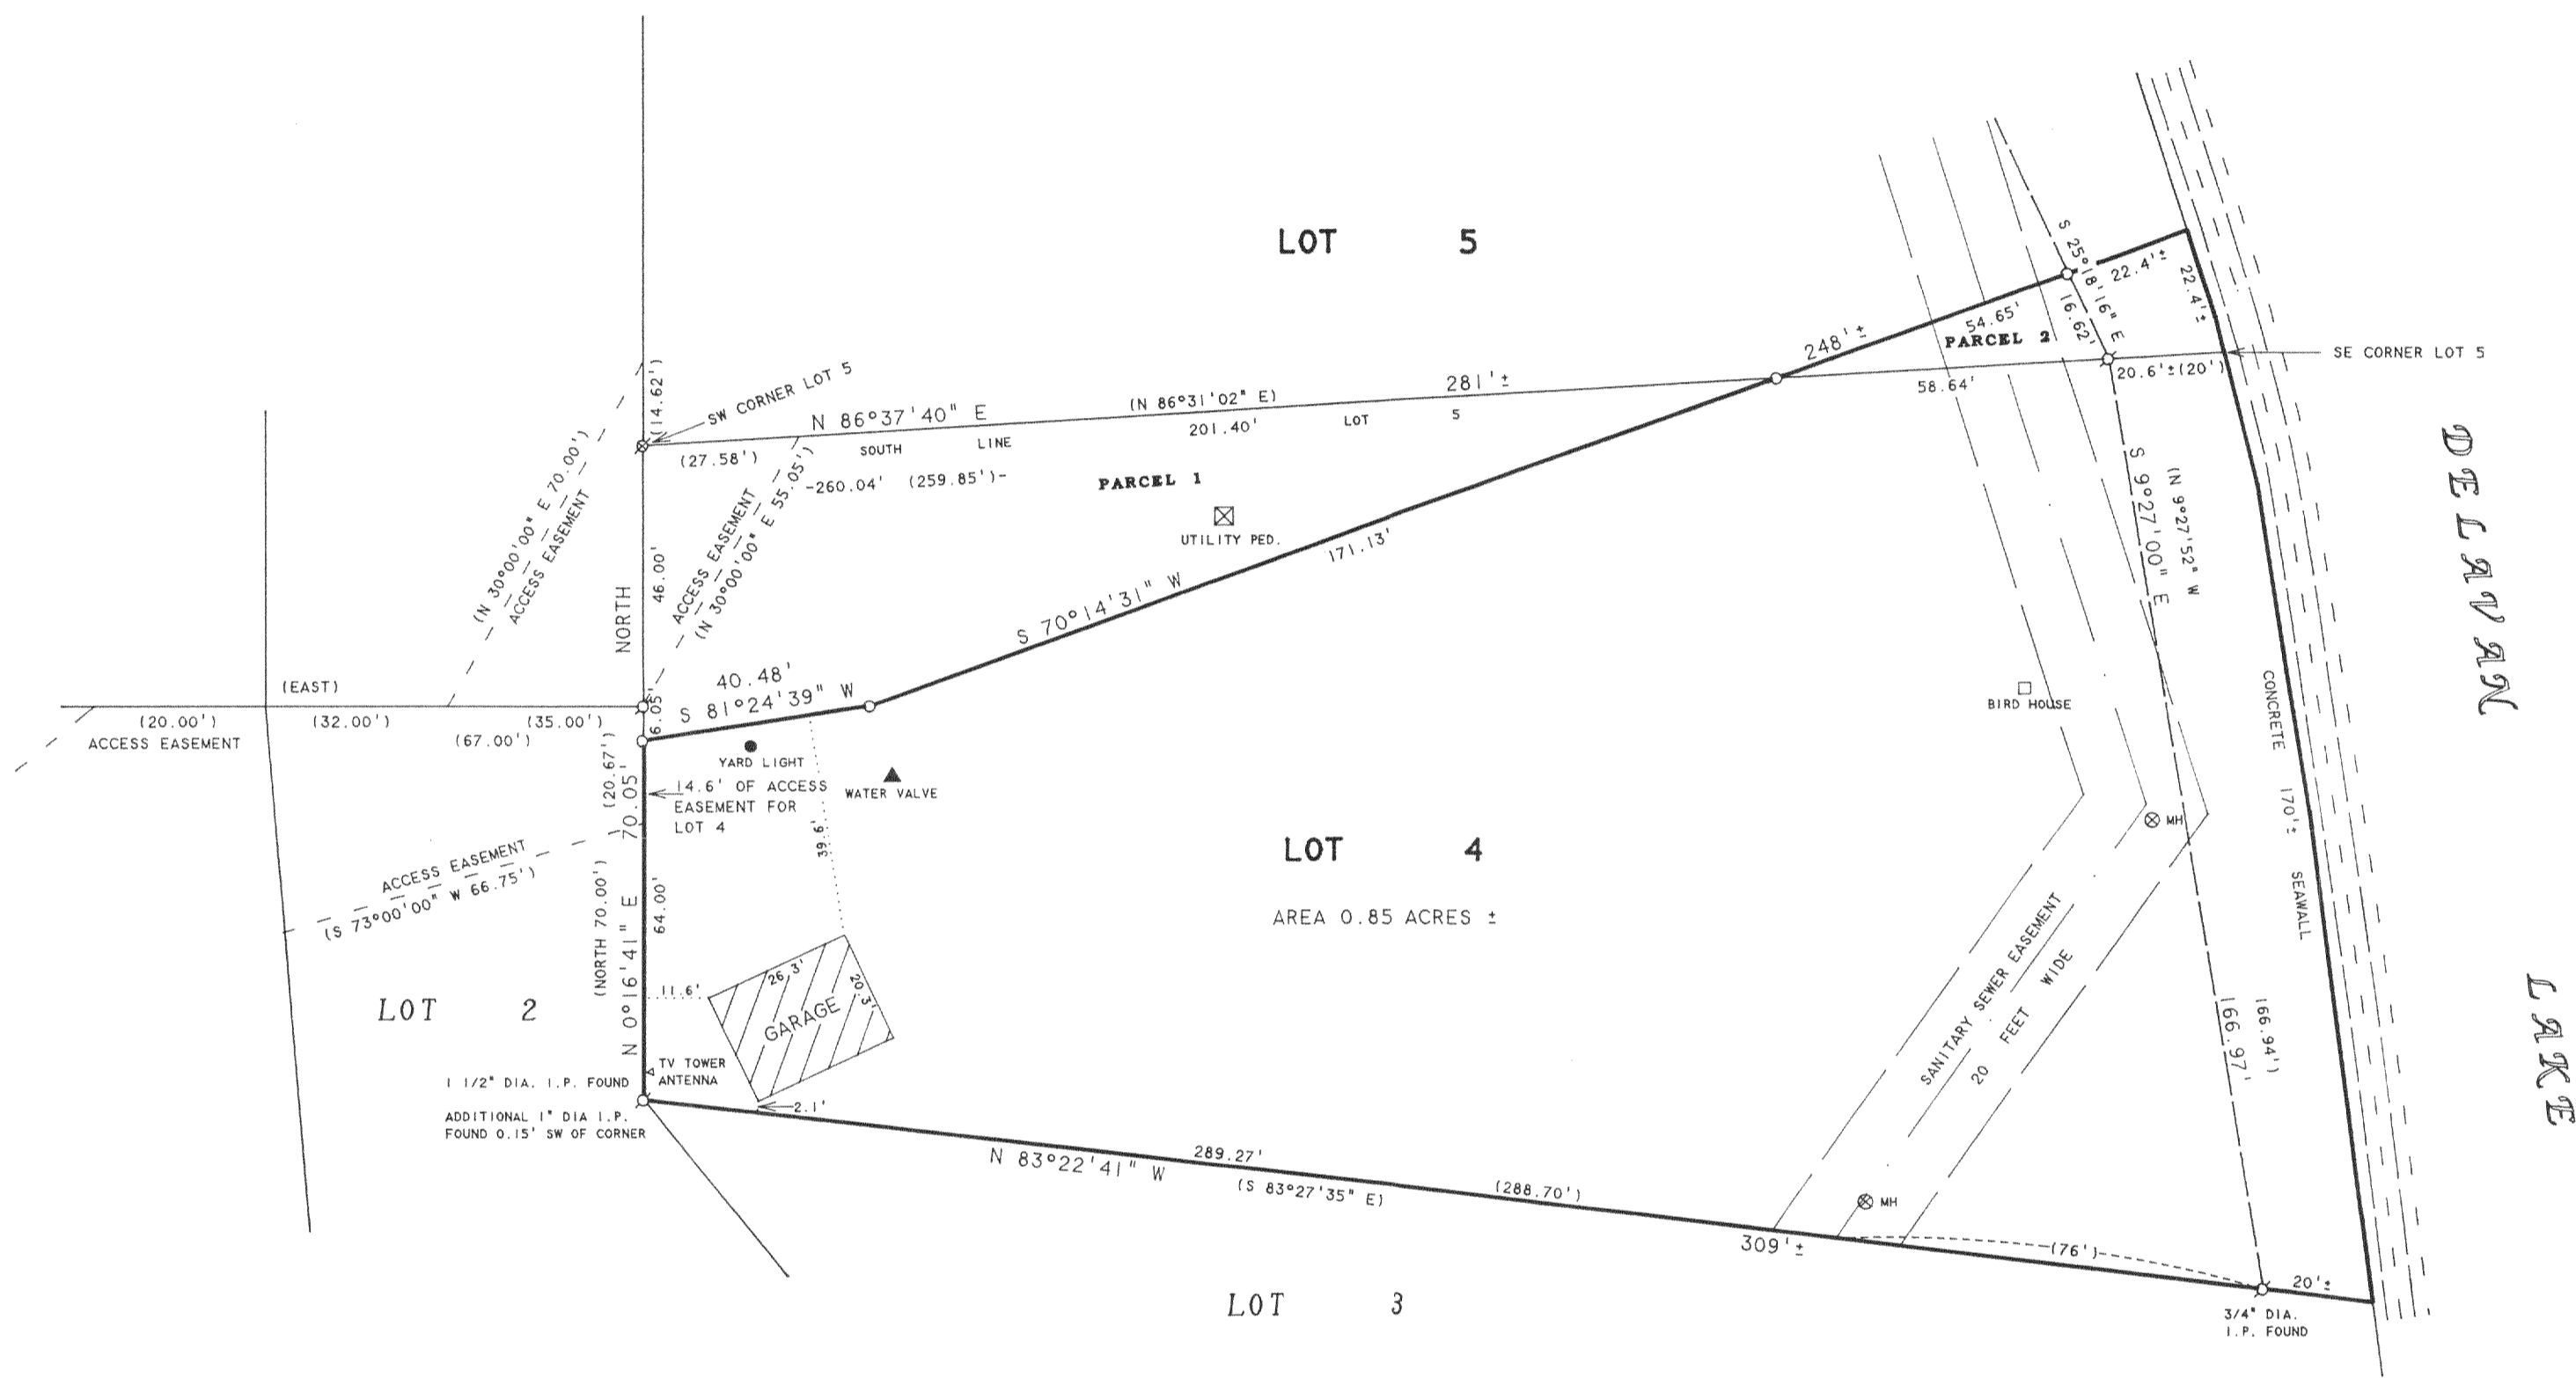 LOT 5
S 25°18'16" E
22.4'±
22.4'±
16.62'
54.65'
PARCEL 2
248'±
SE CORNER LOT 5
20.6'±(20')
58.64'
(14.62')
SW CORNER LOT 5
N 86°37'40" E
(N 86°31'02" E)
281'±
SOUTH LINE LOT 5
201.40'
(27.58')
-260.04' (259.85')-
PARCEL 1
UTILITY PED.
171.13'
S 70°14'31" W
(N 30°00'00" E 70.00')
ACCESS EASEMENT
NORTH
46.00'
ACCESS EASEMENT
(N 30°00'00" E 55.05')
40.48'
S 81°24'39" W
6.05'
(EAST)
(20.00')
(32.00')
(35.00')
(67.00')
ACCESS EASEMENT
(20.67')
70.05'
YARD LIGHT
14.6' OF ACCESS
EASEMENT FOR
LOT 4
WATER VALVE
39.6'
ACCESS EASEMENT
(S 73°00'00" W 66.75')
(NORTH 70.00')
N 0°16'41" E
64.00'
LOT 4
AREA 0.85 ACRES ±
BIRD HOUSE
S 9°27'00" E
(N 9°27'52" W
166.97'
166.94')
CONCRETE 170'± SEAWALL
DELAVAN
LAKE
MH
SANITARY SEWER EASEMENT
20 FEET WIDE
MH
LOT 2
11.6'
26.3'
20.3'
GARAGE
TV TOWER
ANTENNA
1 1/2" DIA. I.P. FOUND
ADDITIONAL 1" DIA I.P.
FOUND 0.15' SW OF CORNER
2.1'
N 83°22'41" W
289.27'
(S 83°27'35" E)
(288.70')
309'±
(76')
20'±
3/4" DIA.
I.P. FOUND
LOT 3